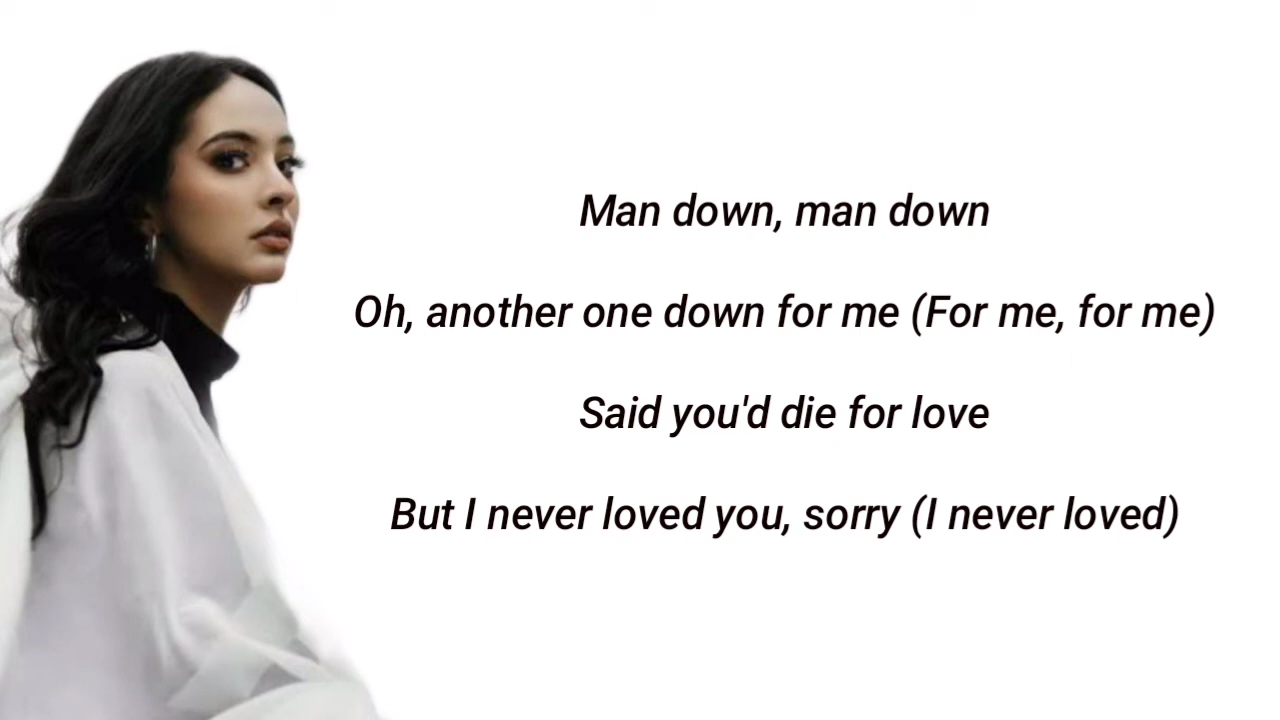 Man down, man down
Oh, another one down for me (For me, for me)
Said you'd die for love
But I never loved you, sorry (I never loved)